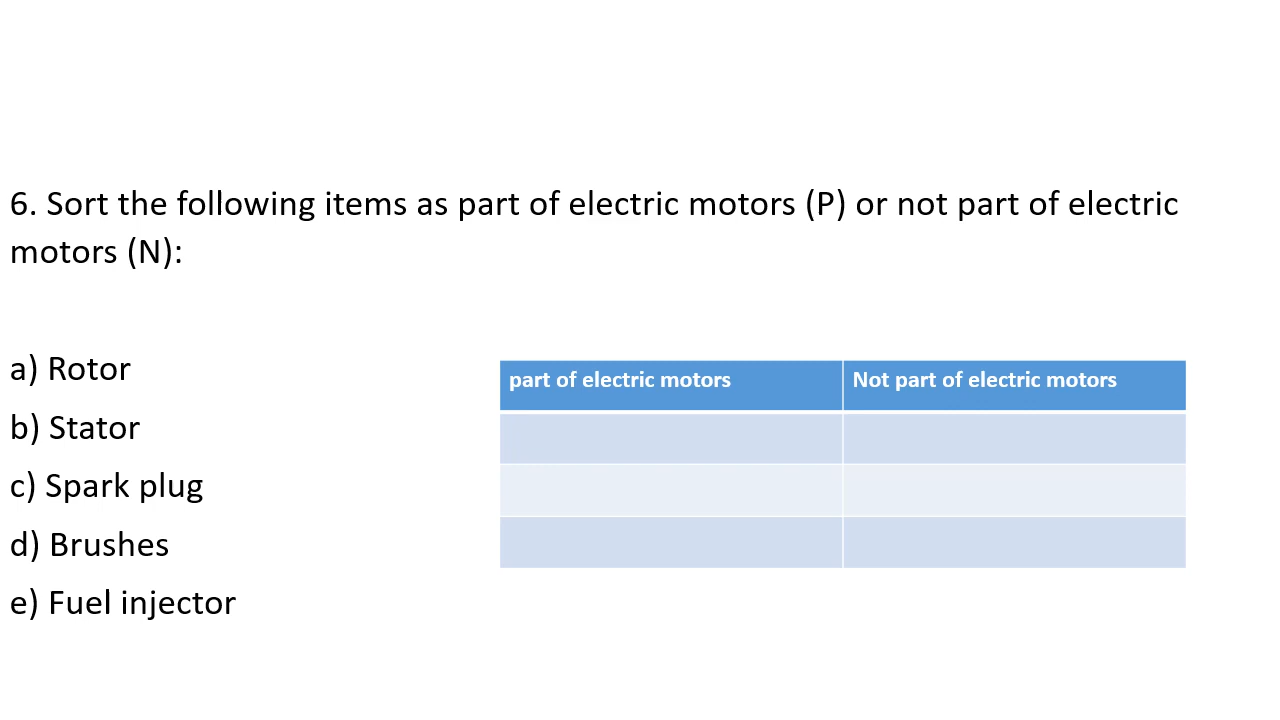 6. Sort the following items as part of electric motors (P) or not part of electric
motors (N):
a) Rotor
b) Stator
c) Spark plug
d) Brushes
e) Fuel injector
part of electric motors
Not part of electric motors